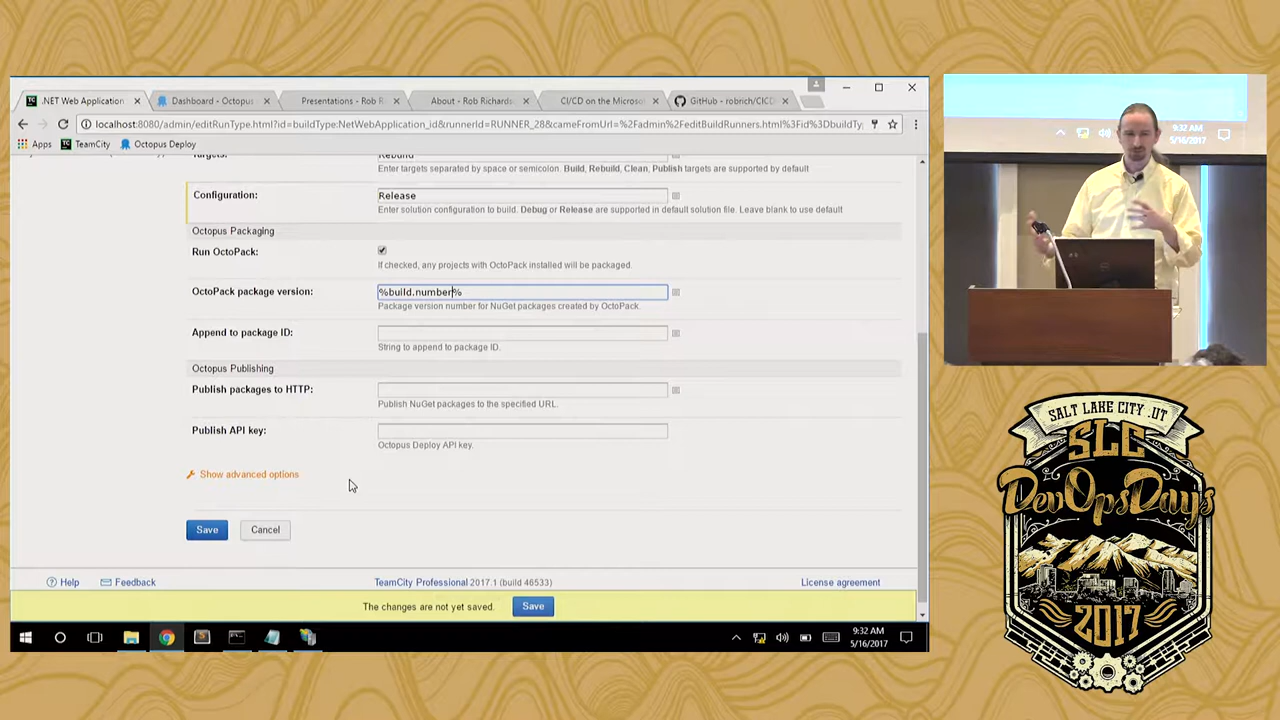 .NET Web Application
Dashboard - Octopus
Presentations - Rob R
About - Rob Richards
CI/CD on the Microso
GitHub - robrich/CICD
localhost:8080/admin/editRunType.html?id=buildType:NetWebApplication_id&runnerId=RUNNER_28&cameFromUrl=%2Fadmin%2FeditBuildRunners.html%3Fid%3DbuildTy
Apps
TeamCity
Octopus Deploy
Targets:
Rebuild
Enter targets separated by space or semicolon. Build, Rebuild, Clean, Publish targets are supported by default
Configuration:
Release
Enter solution configuration to build. Debug or Release are supported in default solution file. Leave blank to use default
Octopus Packaging
Run OctoPack:
If checked, any projects with OctoPack installed will be packaged.
OctoPack package version:
%build.number%
Package version number for NuGet packages created by OctoPack.
Append to package ID:
String to append to package ID.
Octopus Publishing
Publish packages to HTTP:
Publish NuGet packages to the specified URL.
Publish API key:
Octopus Deploy API key.
Show advanced options
Save
Cancel
Help
Feedback
TeamCity Professional 2017.1 (build 46533)
License agreement
The changes are not yet saved.
Save
9:32 AM
5/16/2017
9:32 AM
5/16/2017
SALT LAKE CITY .UT
SLC
DevOpsDays
2017